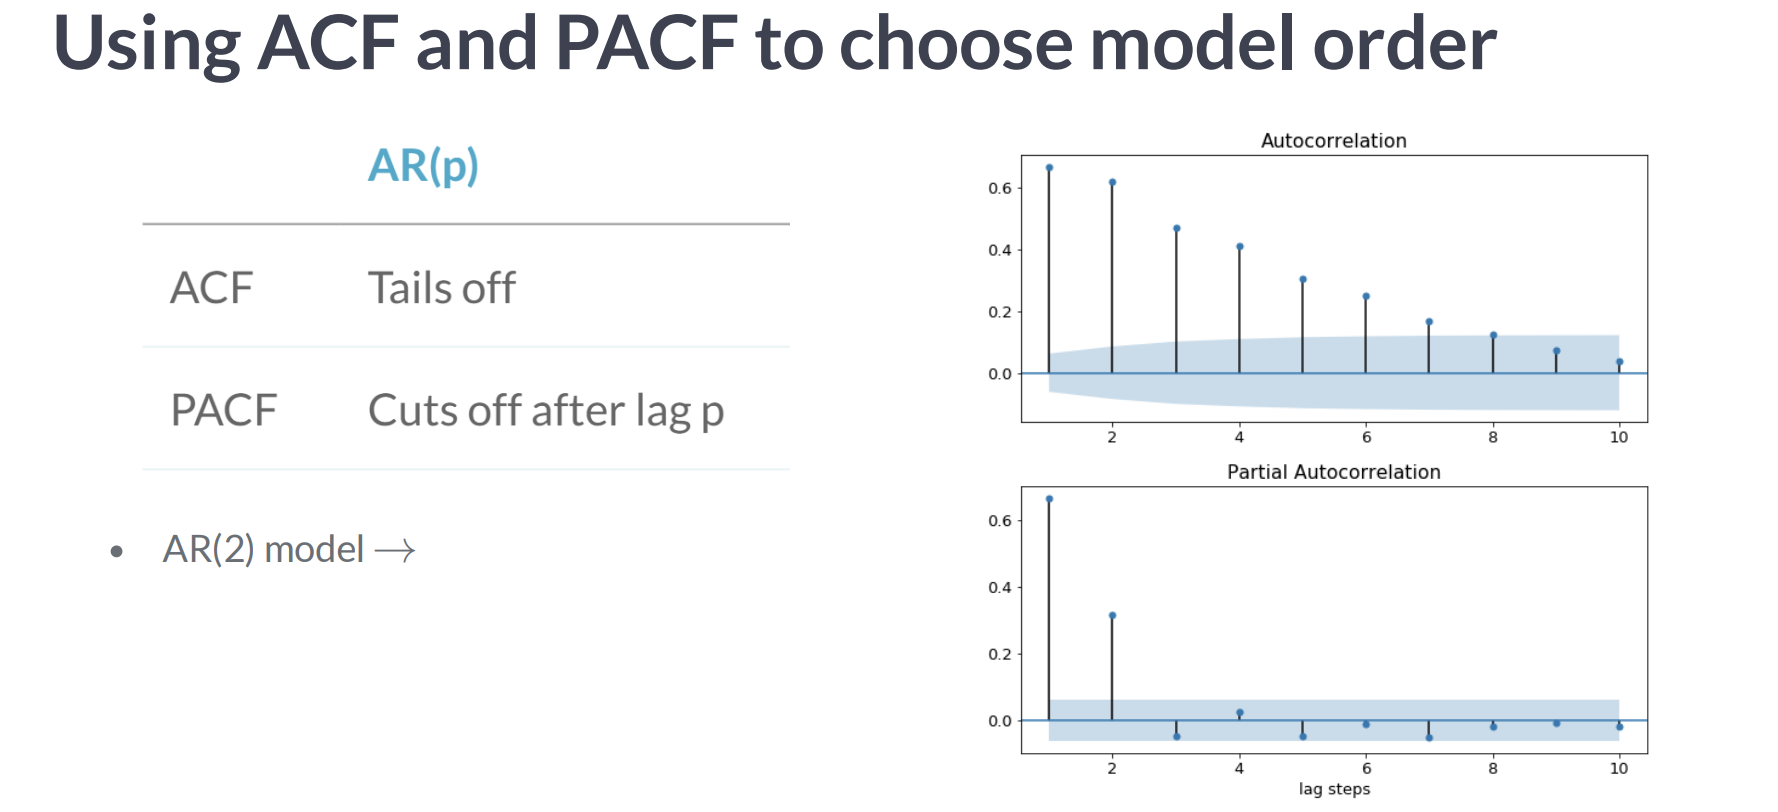 Using ACF and PACF to choose model order
AR(p)
ACF Tails off
PACF Cuts off after lag p
• AR(2) model →
Autocorrelation
0.6
0.4
0.2
0.0
2 4 6 8 10
Partial Autocorrelation
0.6
0.4
0.2
0.0
2 4 6 8 10
lag steps